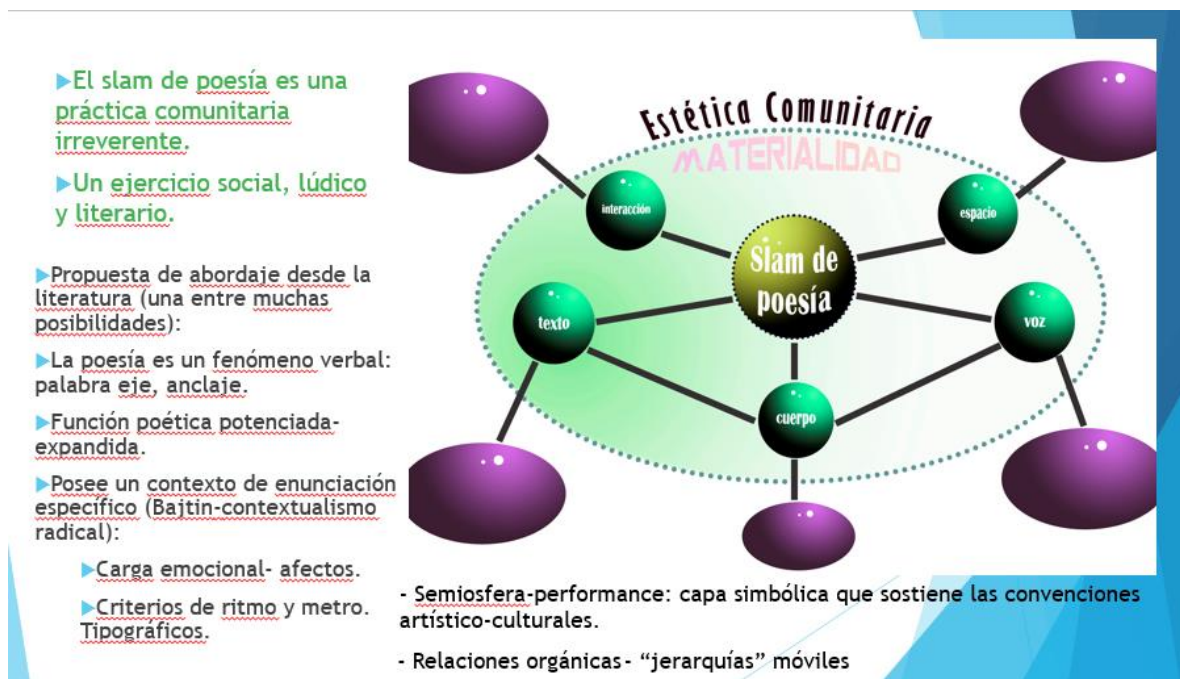 ▶El slam de poesía es una
práctica comunitaria
irreverente.
▶Un ejercicio social, lúdico
y literario.
▶Propuesta de abordaje desde la
literatura (una entre muchas
posibilidades):
▶La poesía es un fenómeno verbal:
palabra eje, anclaje.
▶Función poética potenciada-
expandida.
▶Posee un contexto de enunciación
específico (Bajtin-contextualismo
radical):
▶Carga emocional- afectos.
▶Criterios de ritmo y metro.
Tipográficos.
Estética Comunitaria
MATERIALIDAD
interacción
espacio
Slam de
poesía
texto
voz
cuerpo
- Semiosfera-performance: capa simbólica que sostiene las convenciones
artístico-culturales.
- Relaciones orgánicas- “jerarquías” móviles